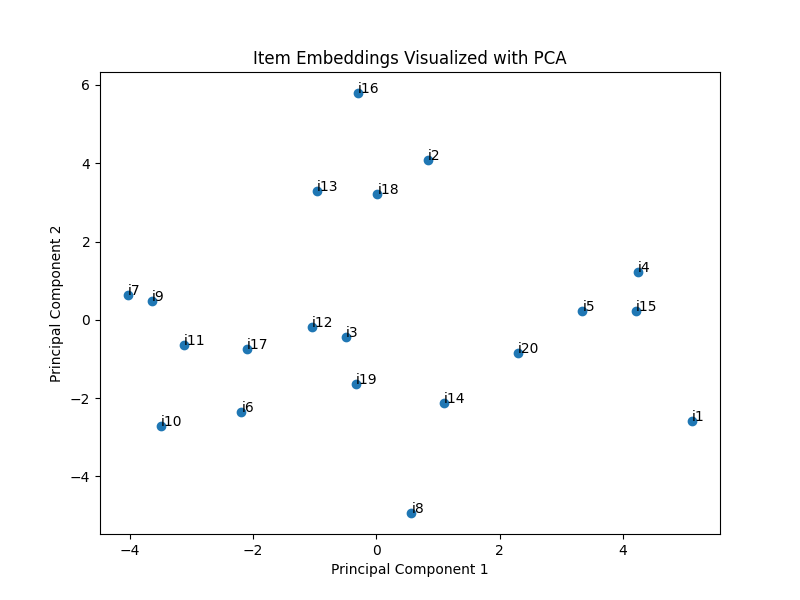 Item Embeddings Visualized with PCA
6
i16
i2
4
i13
i18
2
i4
i7
i9
i5
i15
0
i12
i3
i11
i17
i20
i19
−2
i14
i6
i10
i1
−4
i8
−4 −2 0 2 4
Principal Component 1
Principal Component 2